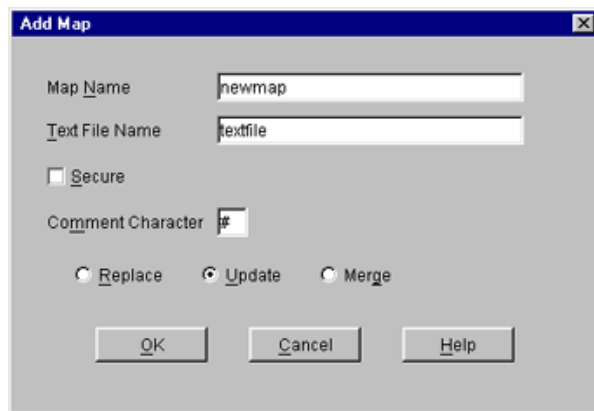 Add Map
Map Name newmap
Text File Name textfile
Secure
Comment Character #
Replace Update Merge
OK Cancel Help